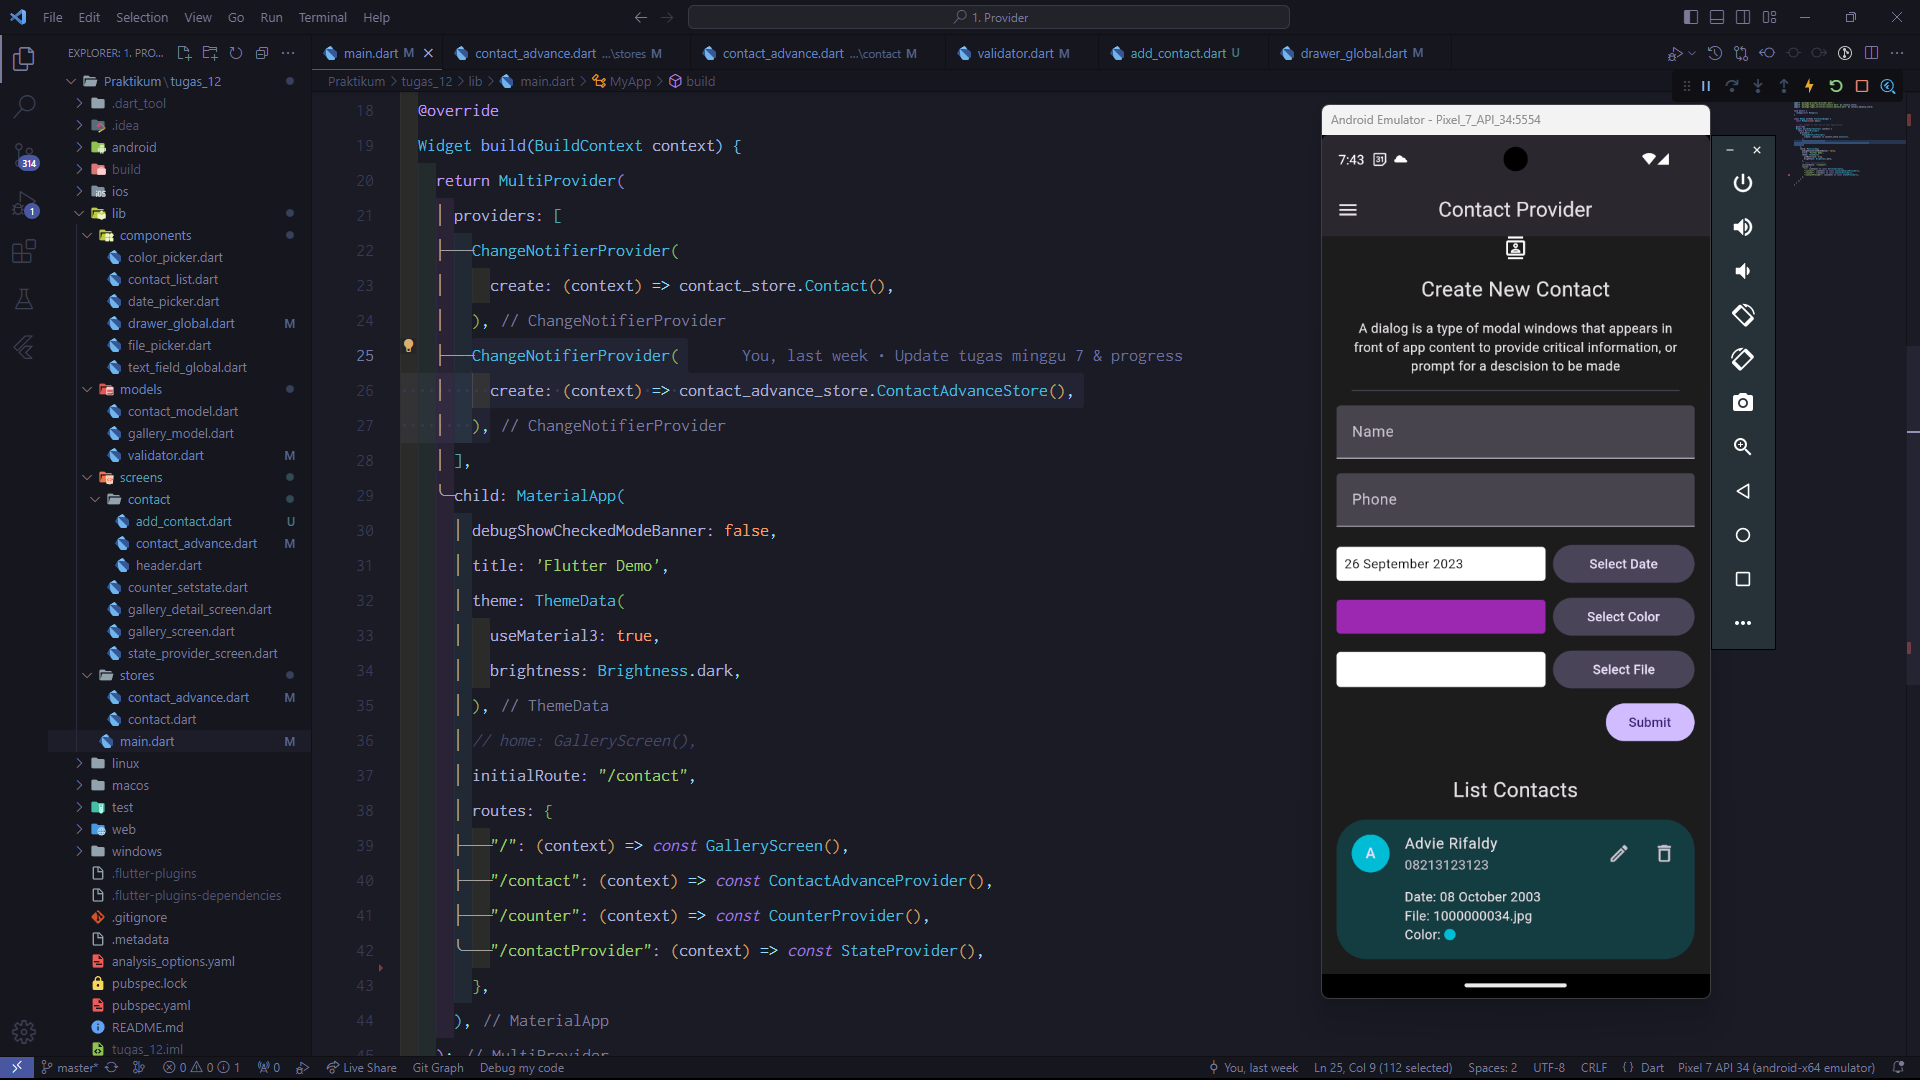 File Edit Selection View Go Run Terminal Help
1. Provider
EXPLORER: 1. PRO...
Praktikum \ tugas_12
.dart_tool
.idea
android
build
ios
lib
components
color_picker.dart
contact_list.dart
date_picker.dart
drawer_global.dart M
file_picker.dart
text_field_global.dart
models
contact_model.dart
gallery_model.dart
validator.dart M
screens
contact
add_contact.dart U
contact_advance.dart M
header.dart
counter_setstate.dart
gallery_detail_screen.dart
gallery_screen.dart
state_provider_screen.dart
stores
contact_advance.dart M
contact.dart
main.dart M
linux
macos
test
web
windows
.flutter-plugins
.flutter-plugins-dependencies
.gitignore
.metadata
analysis_options.yaml
pubspec.lock
pubspec.yaml
README.md
tugas_12.iml
314
1
main.dart M
contact_advance.dart ...\stores M
contact_advance.dart ...\contact M
validator.dart M
add_contact.dart U
drawer_global.dart M
Praktikum > tugas_12 > lib > main.dart > MyApp > build
18 @override
19 Widget build(BuildContext context) {
20 return MultiProvider(
21 providers: [
22 ChangeNotifierProvider(
23 create: (context) => contact_store.Contact(),
24 ), // ChangeNotifierProvider
25 ChangeNotifierProvider( You, last week • Update tugas minggu 7 & progress
26 create: (context) => contact_advance_store.ContactAdvanceStore(),
27 ), // ChangeNotifierProvider
28 ],
29 child: MaterialApp(
30 debugShowCheckedModeBanner: false,
31 title: 'Flutter Demo',
32 theme: ThemeData(
33 useMaterial3: true,
34 brightness: Brightness.dark,
35 ), // ThemeData
36 // home: GalleryScreen(),
37 initialRoute: "/contact",
38 routes: {
39 "/": (context) => const GalleryScreen(),
40 "/contact": (context) => const ContactAdvanceProvider(),
41 "/counter": (context) => const CounterProvider(),
42 "/contactProvider": (context) => const StateProvider(),
43 },
44 ), // MaterialApp
45 ); // MultiProvider
Android Emulator - Pixel_7_API_34:5554
7:43 31
Contact Provider
Create New Contact
A dialog is a type of modal windows that appears in
front of app content to provide critical information, or
prompt for a descision to be made
Name
Phone
26 September 2023 Select Date
Select Color
Select File
Submit
List Contacts
A
Advie Rifaldy
08213123123
Date: 08 October 2003
File: 1000000034.jpg
Color:
master* 0 0 1 0 Live Share Git Graph Debug my code
You, last week Ln 25, Col 9 (112 selected) Spaces: 2 UTF-8 CRLF { } Dart Pixel 7 API 34 (android-x64 emulator)